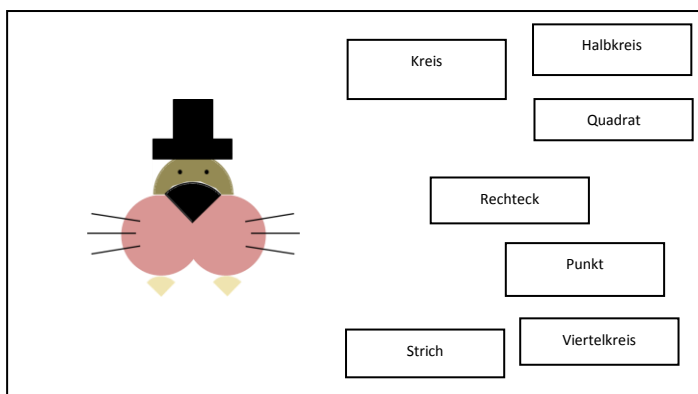 Kreis
Halbkreis
Quadrat
Rechteck
Punkt
Strich
Viertelkreis